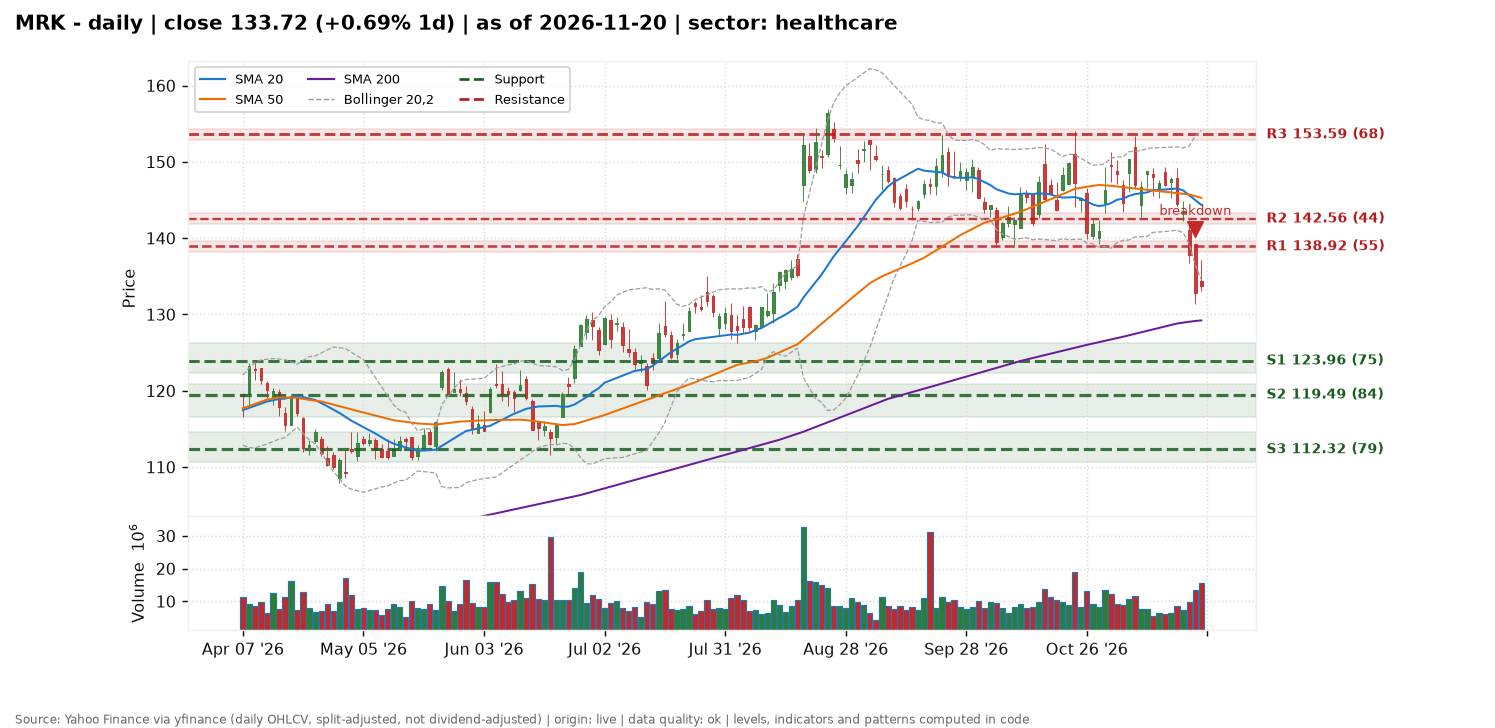 MRK - daily | close 133.72 (+0.69% 1d) | as of 2026-11-20 | sector: healthcare
SMA 20
SMA 50
SMA 200
Bollinger 20,2
Support
Resistance
Price
160
150
140
130
120
110
R3 153.59 (68)
breakdown
R2 142.56 (44)
R1 138.92 (55)
S1 123.96 (75)
S2 119.49 (84)
S3 112.32 (79)
Volume 10⁶
30
20
10
Apr 07 '26
May 05 '26
Jun 03 '26
Jul 02 '26
Jul 31 '26
Aug 28 '26
Sep 28 '26
Oct 26 '26
Source: Yahoo Finance via yfinance (daily OHLCV, split-adjusted, not dividend-adjusted) | origin: live | data quality: ok | levels, indicators and patterns computed in code